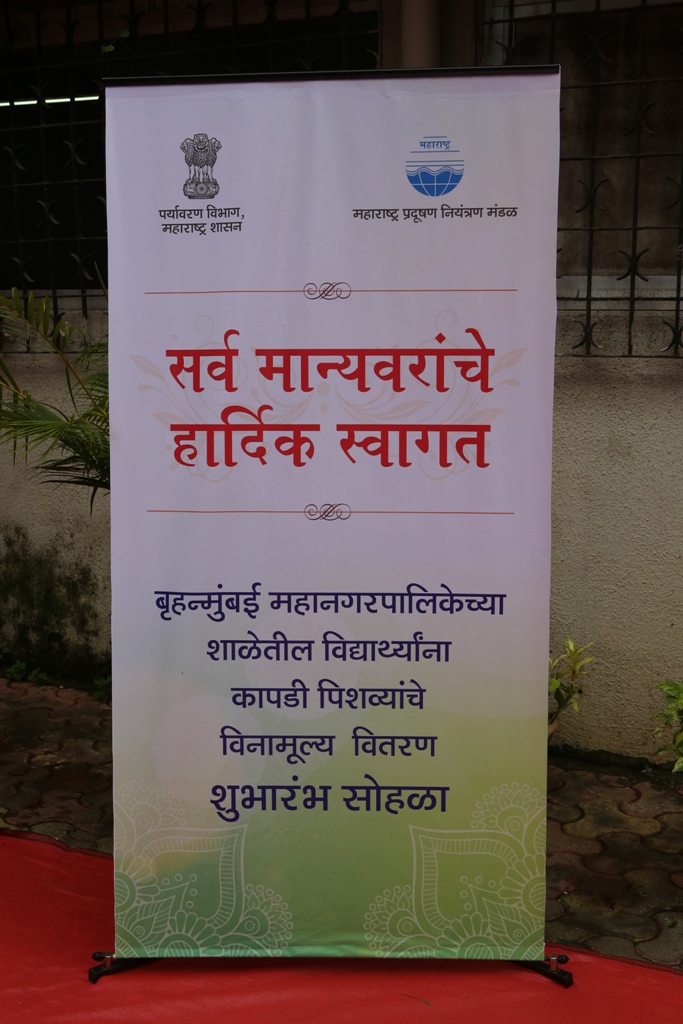 पर्यावरण विभाग,
महाराष्ट्र शासन
महाराष्ट्र
महाराष्ट्र प्रदूषण नियंत्रण मंडळ
सर्व मान्यवरांचे
हार्दिक स्वागत
बृहन्मुंबई महानगरपालिकेच्या
शाळेतील विद्यार्थ्यांना
कापडी पिशव्यांचे
विनामूल्य वितरण
शुभारंभ सोहळा